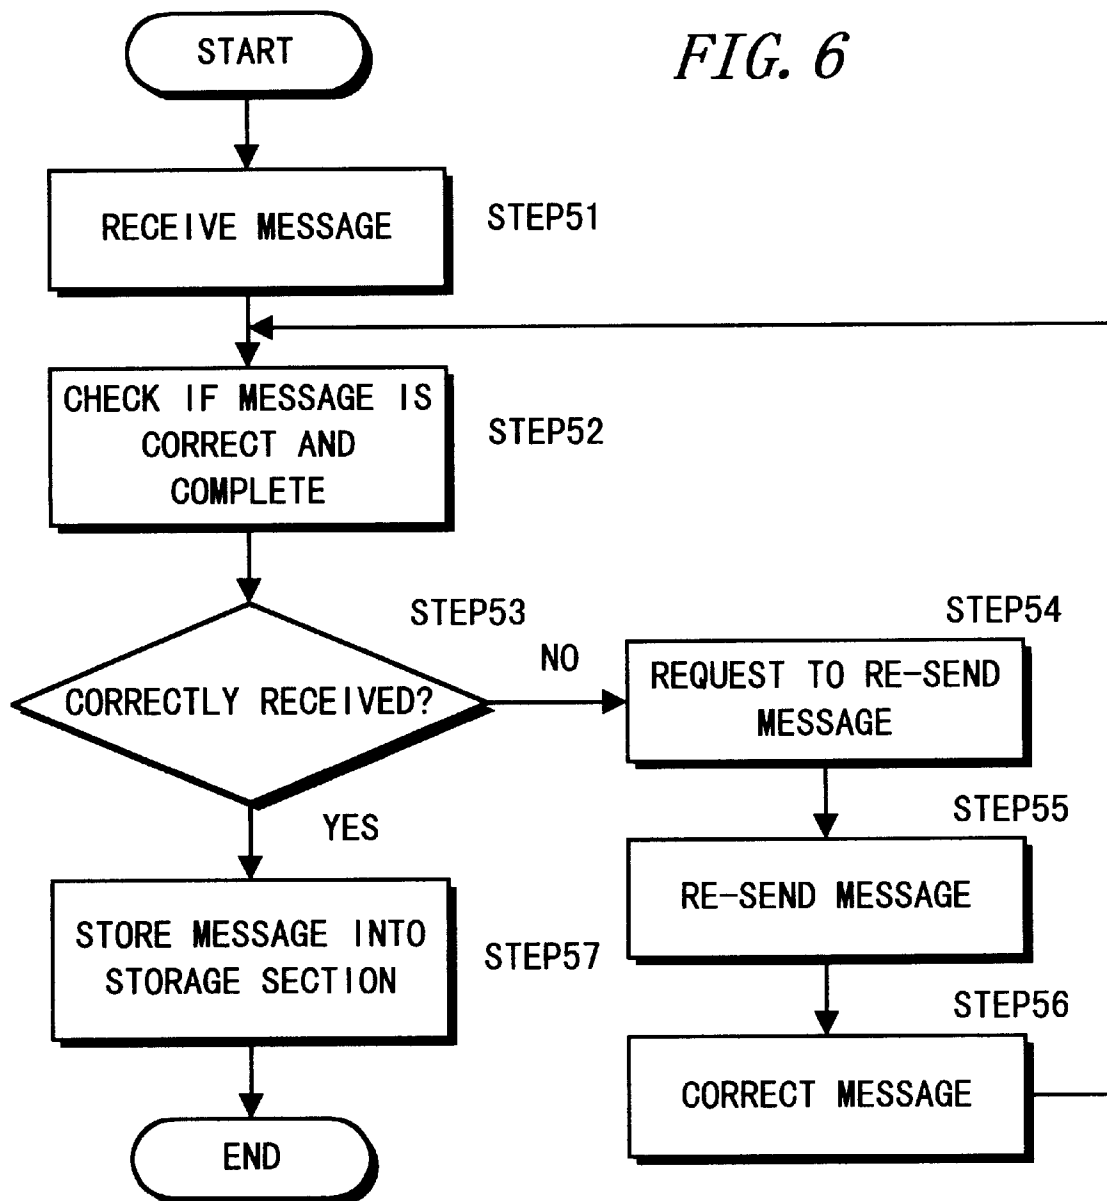 FIG. 6
START
RECEIVE MESSAGE
STEP51
CHECK IF MESSAGE IS
CORRECT AND
COMPLETE
STEP52
STEP53
CORRECTLY RECEIVED?
NO
YES
STEP54
REQUEST TO RE-SEND
MESSAGE
STEP55
RE-SEND MESSAGE
STEP56
CORRECT MESSAGE
STORE MESSAGE INTO
STORAGE SECTION
STEP57
END